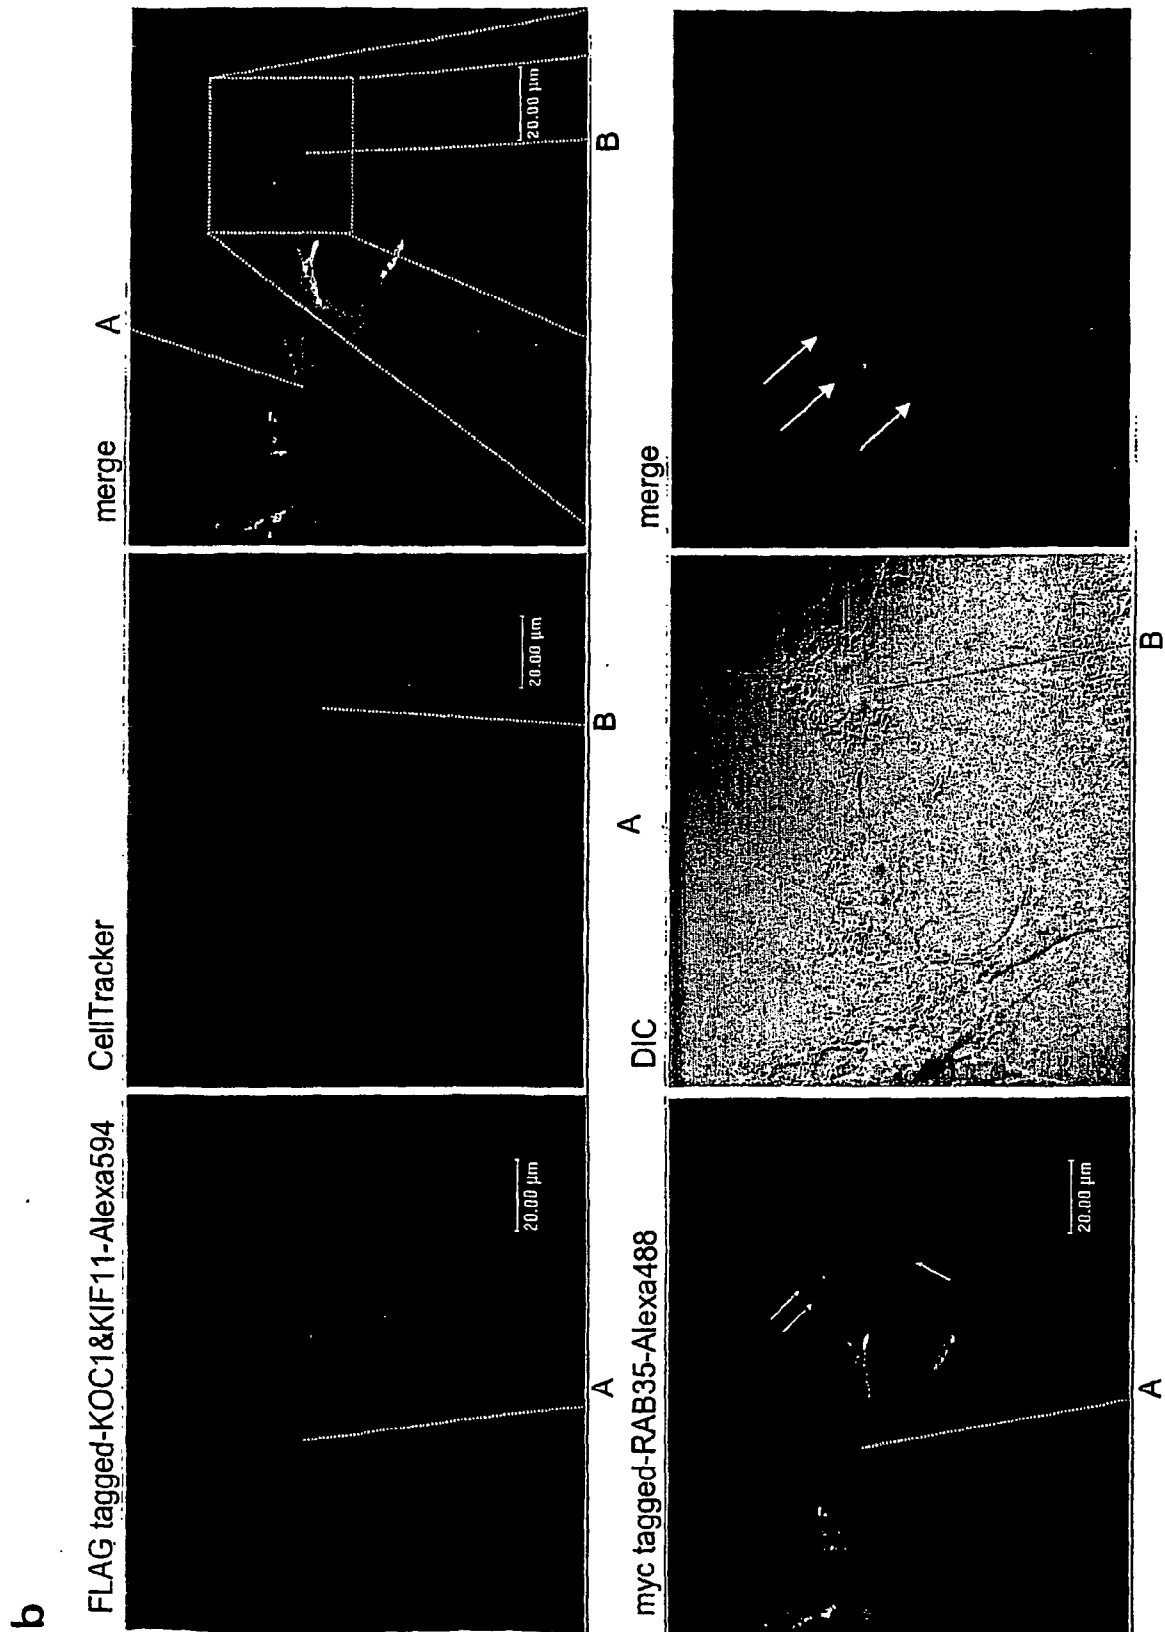 b
FLAG tagged-KOC1&KIF11-Alexa594
CellTracker
merge
A
20.00 µm
20.00 µm
20.00 µm
A
B
B
myc tagged-RAB35-Alexa488
DIC
A
merge
20.00 µm
A
B